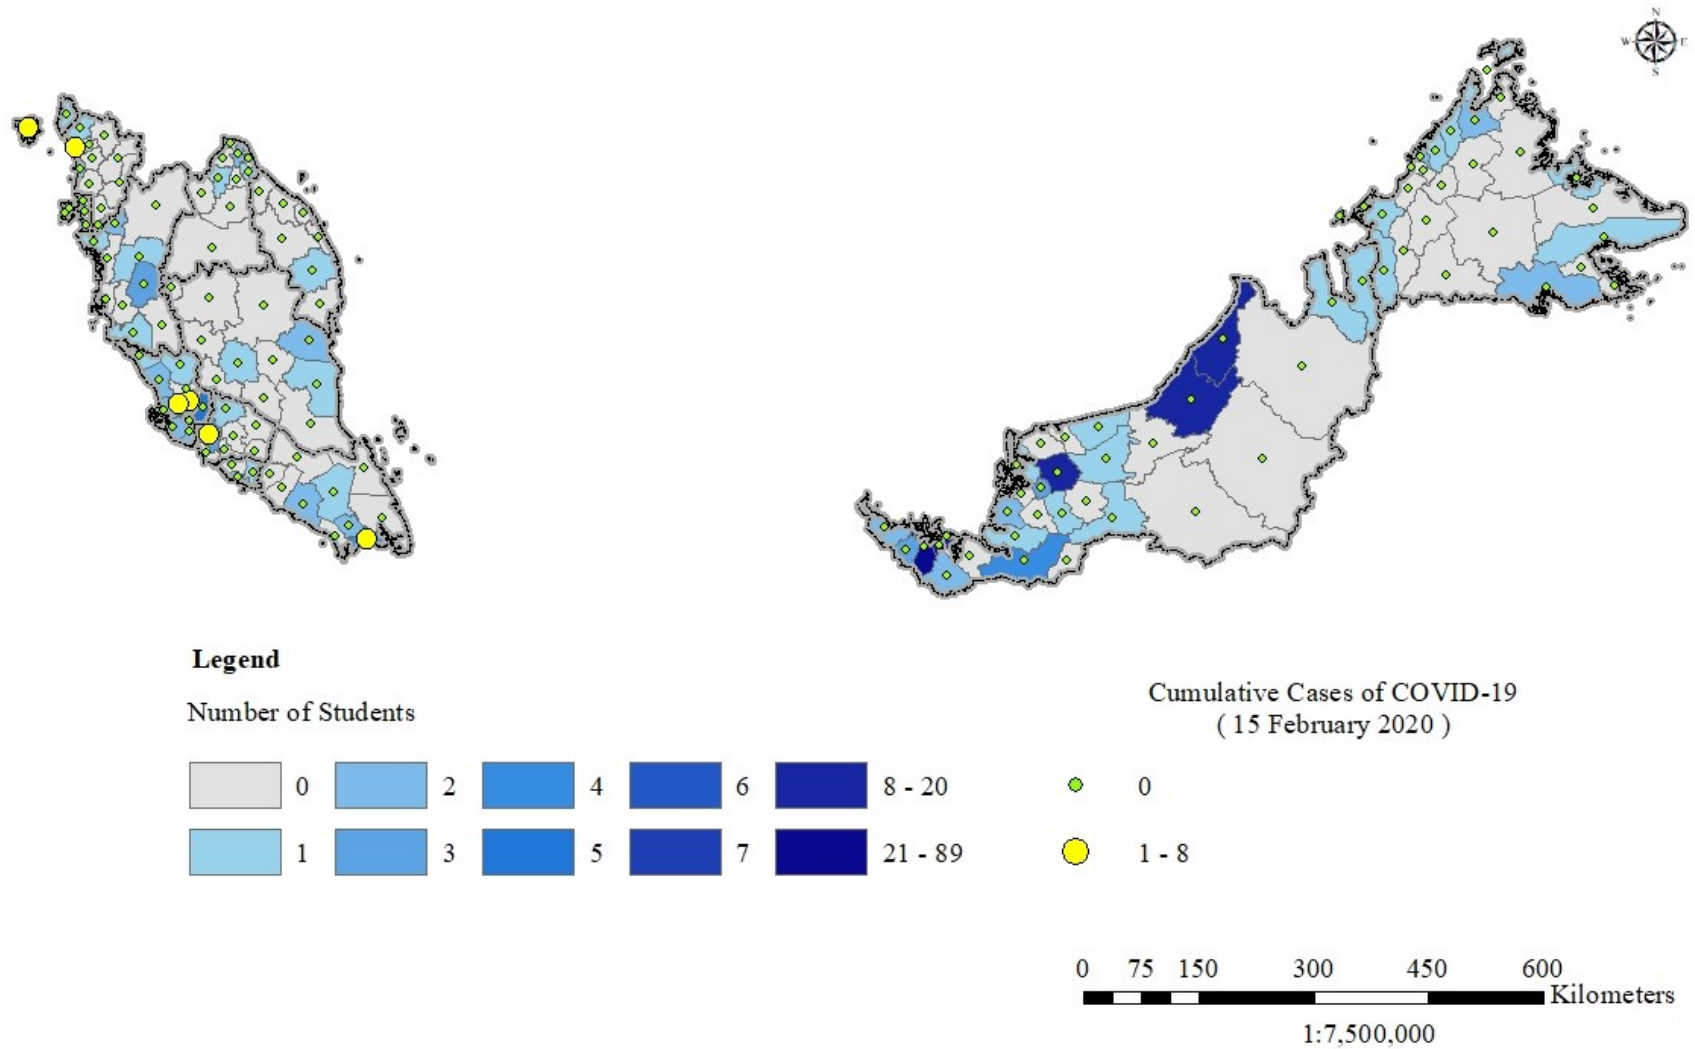 N
W E
S
Legend
Number of Students
0 2 4 6 8 - 20
1 3 5 7 21 - 89
Cumulative Cases of COVID-19
( 15 February 2020 )
0
1 - 8
0 75 150 300 450 600
Kilometers
1:7,500,000